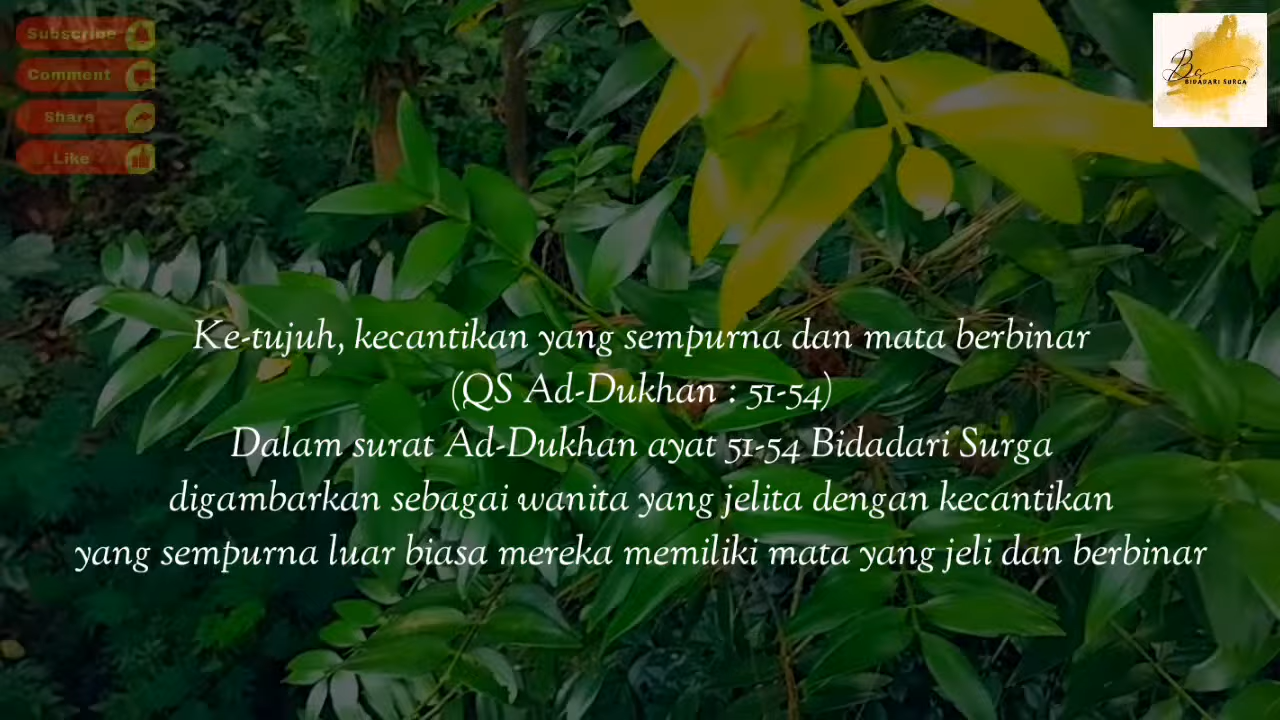 Subscribe
Comment
Share
Like
BIDADARI SURGA
Ke-tujuh, kecantikan yang sempurna dan mata berbinar
(QS Ad-Dukhan : 51-54)
Dalam surat Ad-Dukhan ayat 51-54 Bidadari Surga
digambarkan sebagai wanita yang jelita dengan kecantikan
yang sempurna luar biasa mereka memiliki mata yang jeli dan berbinar